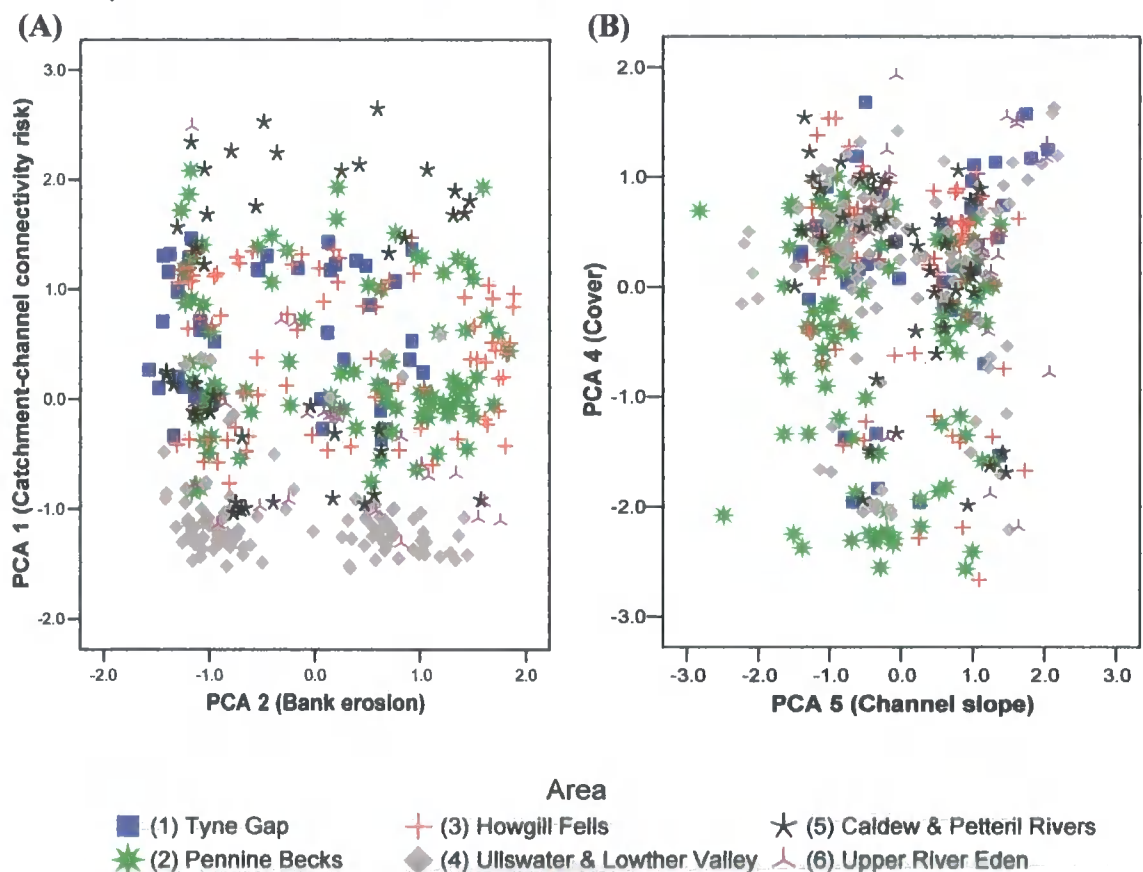 (A)
(B)
PCA 1 (Catchment-channel connectivity risk)
3.0
2.0
1.0
0.0
-1.0
-2.0
-2.0 -1.0 0.0 1.0 2.0
PCA 2 (Bank erosion)
PCA 4 (Cover)
2.0
1.0
0.0
-1.0
-2.0
-3.0
-3.0 -2.0 -1.0 0.0 1.0 2.0 3.0
PCA 5 (Channel slope)
Area
(1) Tyne Gap (3) Howgill Fells (5) Caldew & Petteril Rivers
(2) Pennine Becks (4) Ullswater & Lowther Valley (6) Upper River Eden